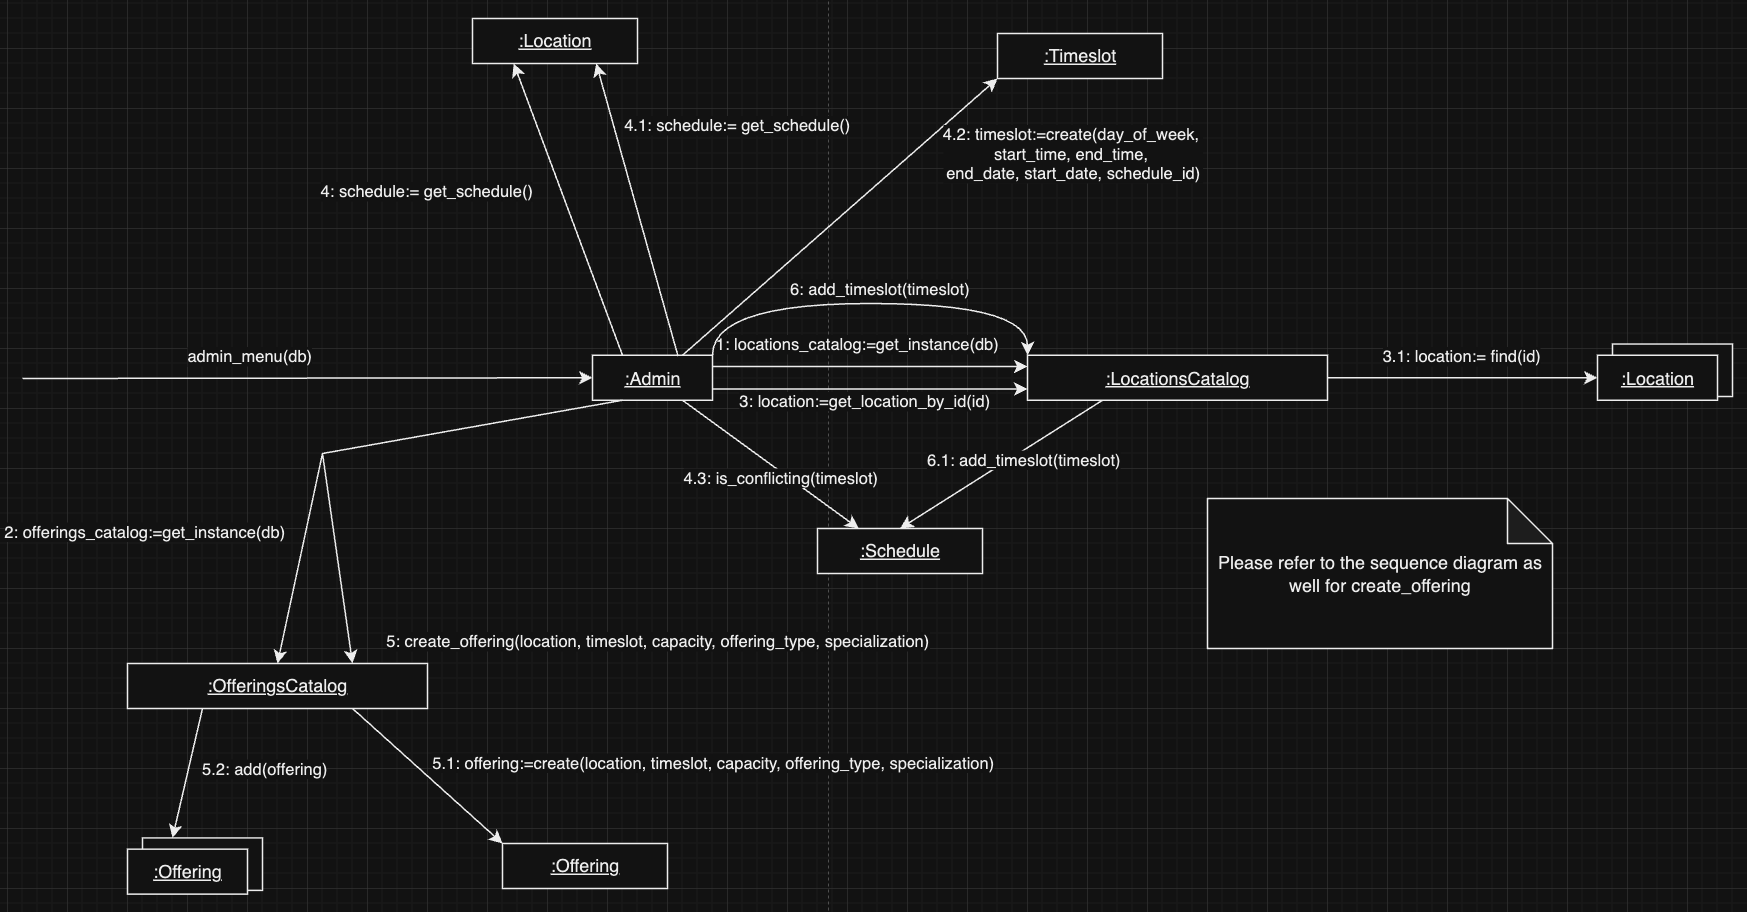 :Location
:Timeslot
4.1: schedule:= get_schedule()
4.2: timeslot:=create(day_of_week,
start_time, end_time,
end_date, start_date, schedule_id)
4: schedule:= get_schedule()
6: add_timeslot(timeslot)
1: locations_catalog:=get_instance(db)
admin_menu(db)
3.1: location:= find(id)
:Admin
:LocationsCatalog
:Location
3: location:=get_location_by_id(id)
6.1: add_timeslot(timeslot)
4.3: is_conflicting(timeslot)
2: offerings_catalog:=get_instance(db)
:Schedule
Please refer to the sequence diagram as
well for create_offering
5: create_offering(location, timeslot, capacity, offering_type, specialization)
:OfferingsCatalog
5.2: add(offering)
5.1: offering:=create(location, timeslot, capacity, offering_type, specialization)
:Offering
:Offering